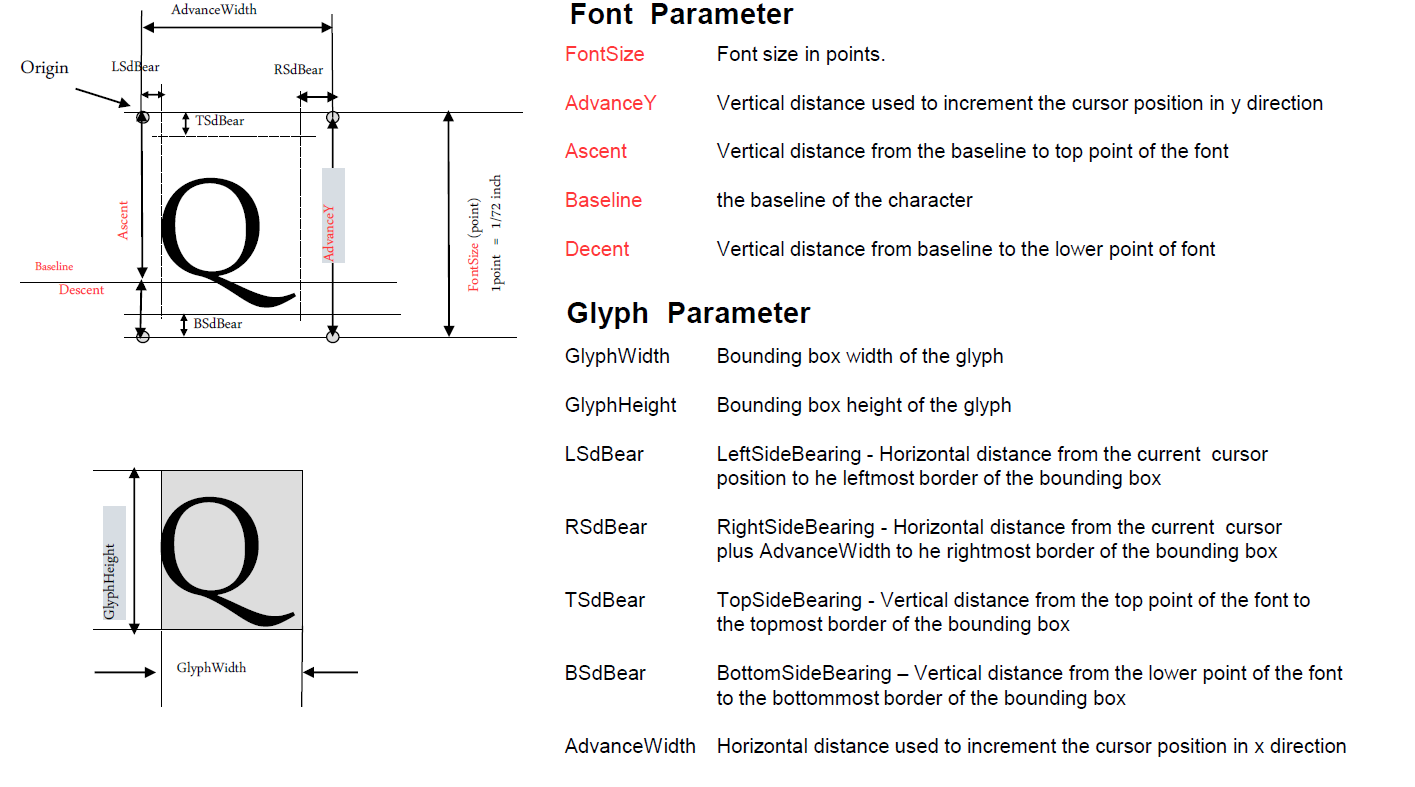 AdvanceWidth
Origin
LSdBear
RSdBear
TSdBear
Ascent
AdvanceY
FontSize (point)
1point = 1/72 inch
Baseline
Descent
BSdBear
GlyphHeight
GlyphWidth
Font Parameter
FontSize Font size in points.
AdvanceY Vertical distance used to increment the cursor position in y direction
Ascent Vertical distance from the baseline to top point of the font
Baseline the baseline of the character
Decent Vertical distance from baseline to the lower point of font
Glyph Parameter
GlyphWidth Bounding box width of the glyph
GlyphHeight Bounding box height of the glyph
LSdBear LeftSideBearing - Horizontal distance from the current cursor
position to he leftmost border of the bounding box
RSdBear RightSideBearing - Horizontal distance from the current cursor
plus AdvanceWidth to he rightmost border of the bounding box
TSdBear TopSideBearing - Vertical distance from the top point of the font to
the topmost border of the bounding box
BSdBear BottomSideBearing – Vertical distance from the lower point of the font
to the bottommost border of the bounding box
AdvanceWidth Horizontal distance used to increment the cursor position in x direction
Q
Q